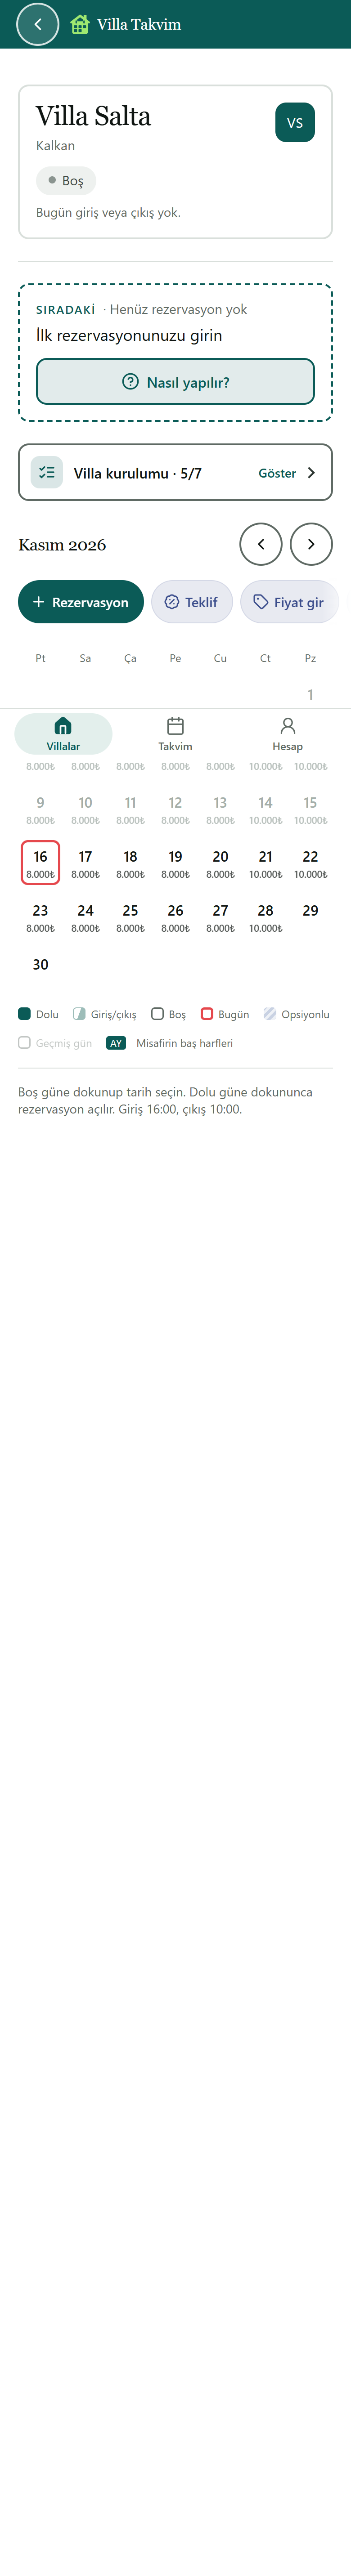 Villa Takvim
Villa Salta
VS
Kalkan
Boş
Bugün giriş veya çıkış yok.
SIRADAKİ · Henüz rezervasyon yok
İlk rezervasyonunuzu girin
Nasıl yapılır?
Villa kurulumu · 5/7 Göster
Kasım 2026
Rezervasyon Teklif Fiyat gir
Pt Sa Ça Pe Cu Ct Pz
1
Villalar Takvim Hesap
8.000₺ 8.000₺ 8.000₺ 8.000₺ 8.000₺ 10.000₺ 10.000₺
9 10 11 12 13 14 15
8.000₺ 8.000₺ 8.000₺ 8.000₺ 8.000₺ 10.000₺ 10.000₺
16 17 18 19 20 21 22
8.000₺ 8.000₺ 8.000₺ 8.000₺ 8.000₺ 10.000₺ 10.000₺
23 24 25 26 27 28 29
8.000₺ 8.000₺ 8.000₺ 8.000₺ 8.000₺ 10.000₺
30
Dolu Giriş/çıkış Boş Bugün Opsiyonlu
Geçmiş gün AY Misafirin baş harfleri
Boş güne dokunup tarih seçin. Dolu güne dokununca
rezervasyon açılır. Giriş 16:00, çıkış 10:00.